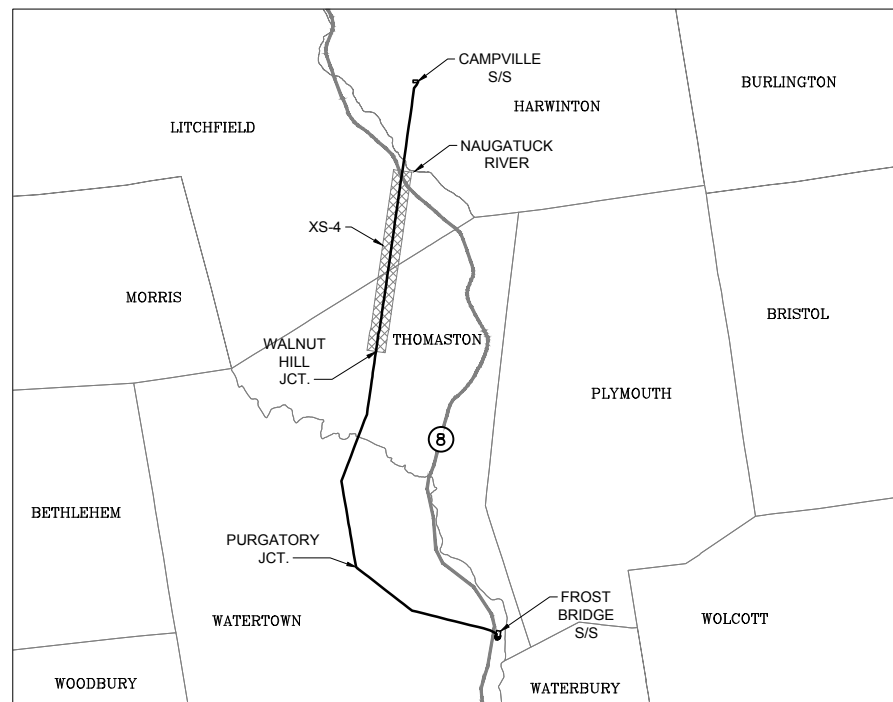 CAMPVILLE
S/S
BURLINGTON
HARWINTON
LITCHFIELD
NAUGATUCK
RIVER
XS-4
MORRIS
BRISTOL
WALNUT
HILL
JCT.
THOMASTON
PLYMOUTH
8
BETHLEHEM
PURGATORY
JCT.
FROST
BRIDGE
S/S
WATERTOWN
WOLCOTT
WOODBURY
WATERBURY